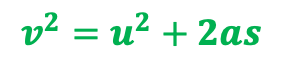 v² = u² + 2as